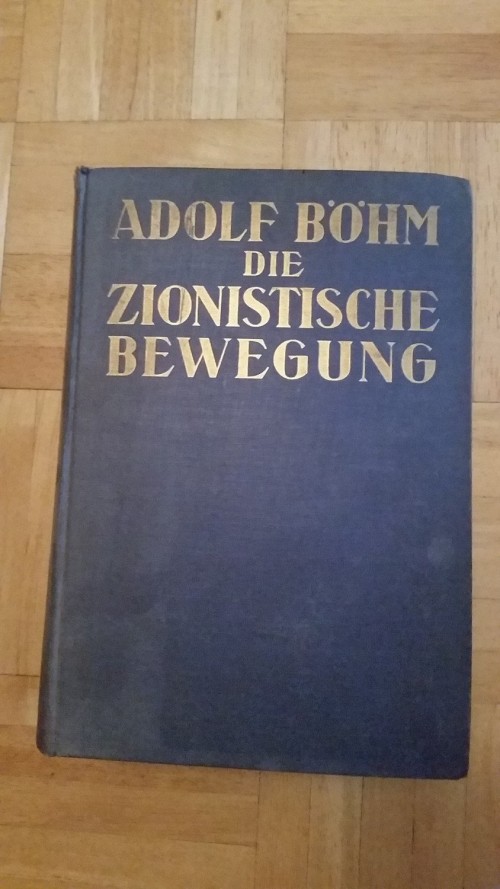 ADOLF BÖHM
DIE
ZIONISTISCHE
BEWEGUNG